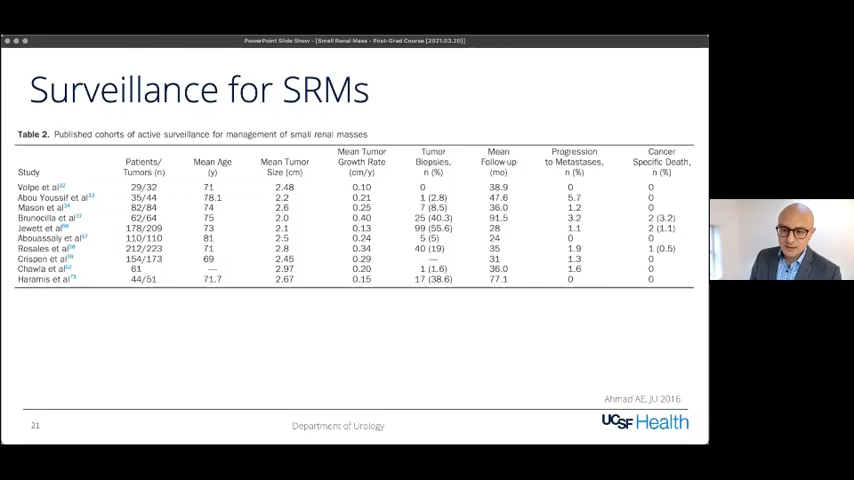 PowerPoint Slide Show - [Small Renal Mass - Post-Grad Course [2021.03.20]]
Surveillance for SRMs
Table 2. Published cohorts of active surveillance for management of small renal masses
Study Patients/ Tumors (n) Mean Age (y) Mean Tumor Size (cm) Mean Tumor Growth Rate (cm/y) Tumor Biopsies, n (%) Mean Follow-up (mo) Progression to Metastases, n (%) Cancer Specific Death, n (%)
Volpe et al 29/32 71 2.48 0.10 0 38.9 0 0
Abou Youssif et al 35/44 78.1 2.2 0.21 1 (2.8) 47.6 5.7 0
Mason et al 82/84 74 2.6 0.25 7 (8.5) 36.0 1.2 0
Brunocilla et al 62/64 75 2.0 0.40 25 (40.3) 91.5 3.2 2 (3.2)
Jewett et al 178/209 73 2.1 0.13 99 (55.6) 28 1.1 2 (1.1)
Abouassaly et al 110/110 81 2.5 0.24 5 (5) 24 0 0
Rosales et al 212/223 71 2.8 0.34 40 (19) 35 1.9 1 (0.5)
Crispen et al 154/173 69 2.45 0.29 — 31 1.3 0
Chawla et al 61 — 2.97 0.20 1 (1.6) 36.0 1.6 0
Haramis et al 44/51 71.7 2.67 0.15 17 (38.6) 77.1 0 0
Ahmad AE, JU 2016
21
Department of Urology
UCSF Health